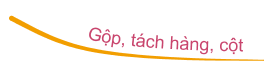 Gộp, tách hàng, cột